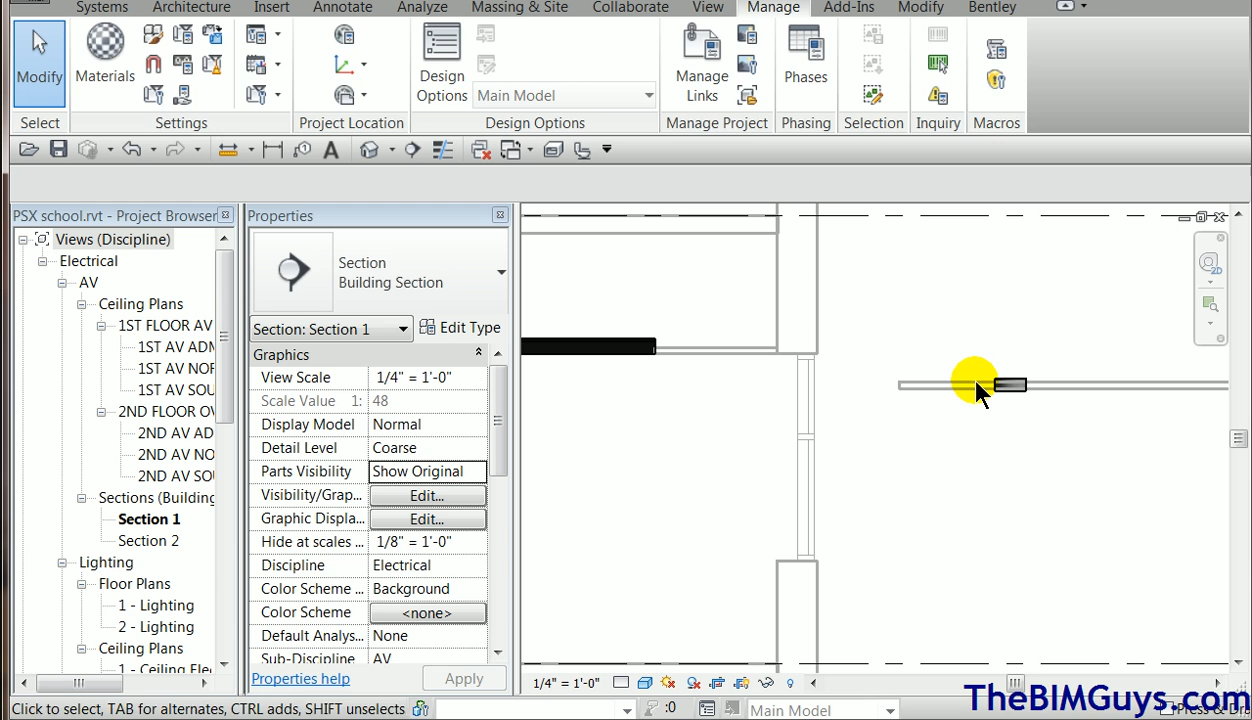 Systems Architecture Insert Annotate Analyze Massing & Site Collaborate View Manage Add-Ins Modify Bentley
Modify
Materials
Design Options
Main Model
Manage Links
Phases
Select Settings Project Location Design Options Manage Project Phasing Selection Inquiry Macros
PSX school.rvt - Project Browser
Views (Discipline)
Electrical
AV
Ceiling Plans
1ST FLOOR AV
1ST AV ADM
1ST AV NOR
1ST AV SOU
2ND FLOOR OV
2ND AV AD
2ND AV NO
2ND AV SO
Sections (Building
Section 1
Section 2
Lighting
Floor Plans
1 - Lighting
2 - Lighting
Ceiling Plans
1 - Ceiling Elec
Properties
Section
Building Section
Section: Section 1 Edit Type
Graphics
View Scale 1/4" = 1'-0"
Scale Value 1: 48
Display Model Normal
Detail Level Coarse
Parts Visibility Show Original
Visibility/Grap... Edit...
Graphic Displa... Edit...
Hide at scales ... 1/8" = 1'-0"
Discipline Electrical
Color Scheme ... Background
Color Scheme <none>
Default Analys... None
Sub-Discipline AV
Properties help Apply
2D
1/4" = 1'-0"
Click to select, TAB for alternates, CTRL adds, SHIFT unselects
:0
Main Model
TheBIMGuys.com